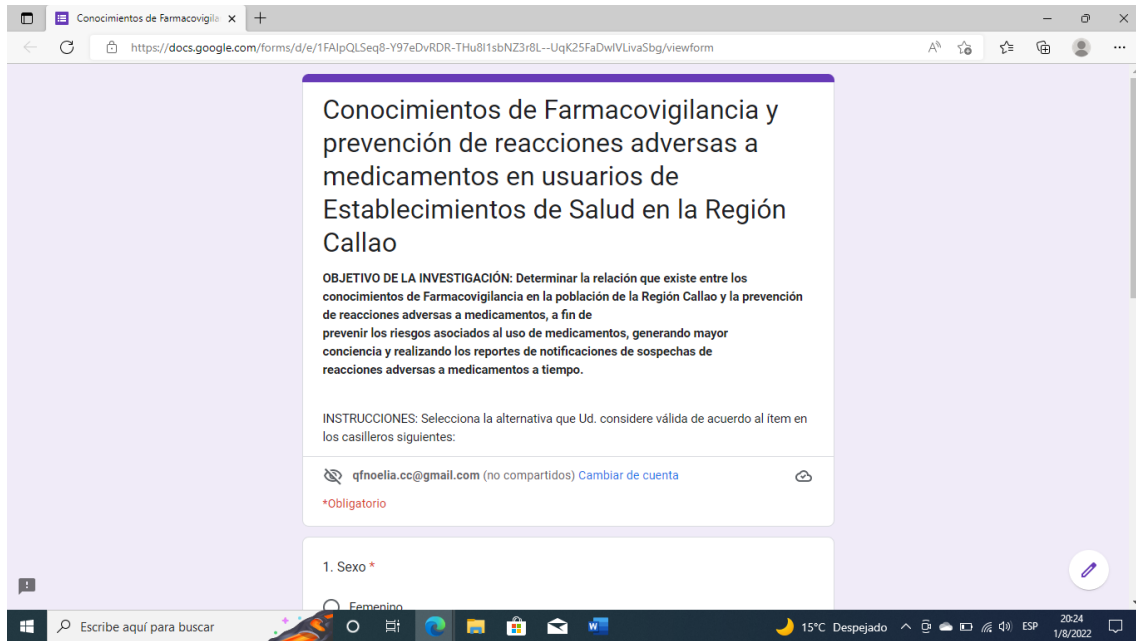 Conocimientos de Farmacovigila
https://docs.google.com/forms/d/e/1FAIpQLSeq8-Y97eDvRDR-THu8I1sbNZ3r8L--UqK25FaDwIVLivaSbg/viewform
Conocimientos de Farmacovigilancia y
prevención de reacciones adversas a
medicamentos en usuarios de
Establecimientos de Salud en la Región
Callao
OBJETIVO DE LA INVESTIGACIÓN: Determinar la relación que existe entre los
conocimientos de Farmacovigilancia en la población de la Región Callao y la prevención
de reacciones adversas a medicamentos, a fin de
prevenir los riesgos asociados al uso de medicamentos, generando mayor
conciencia y realizando los reportes de notificaciones de sospechas de
reacciones adversas a medicamentos a tiempo.
INSTRUCCIONES: Selecciona la alternativa que Ud. considere válida de acuerdo al ítem en
los casilleros siguientes:
qfnoelia.cc@gmail.com (no compartidos) Cambiar de cuenta
*Obligatorio
1. Sexo *
Femenino
Escribe aquí para buscar
15°C Despejado
ESP
20:24
1/8/2022